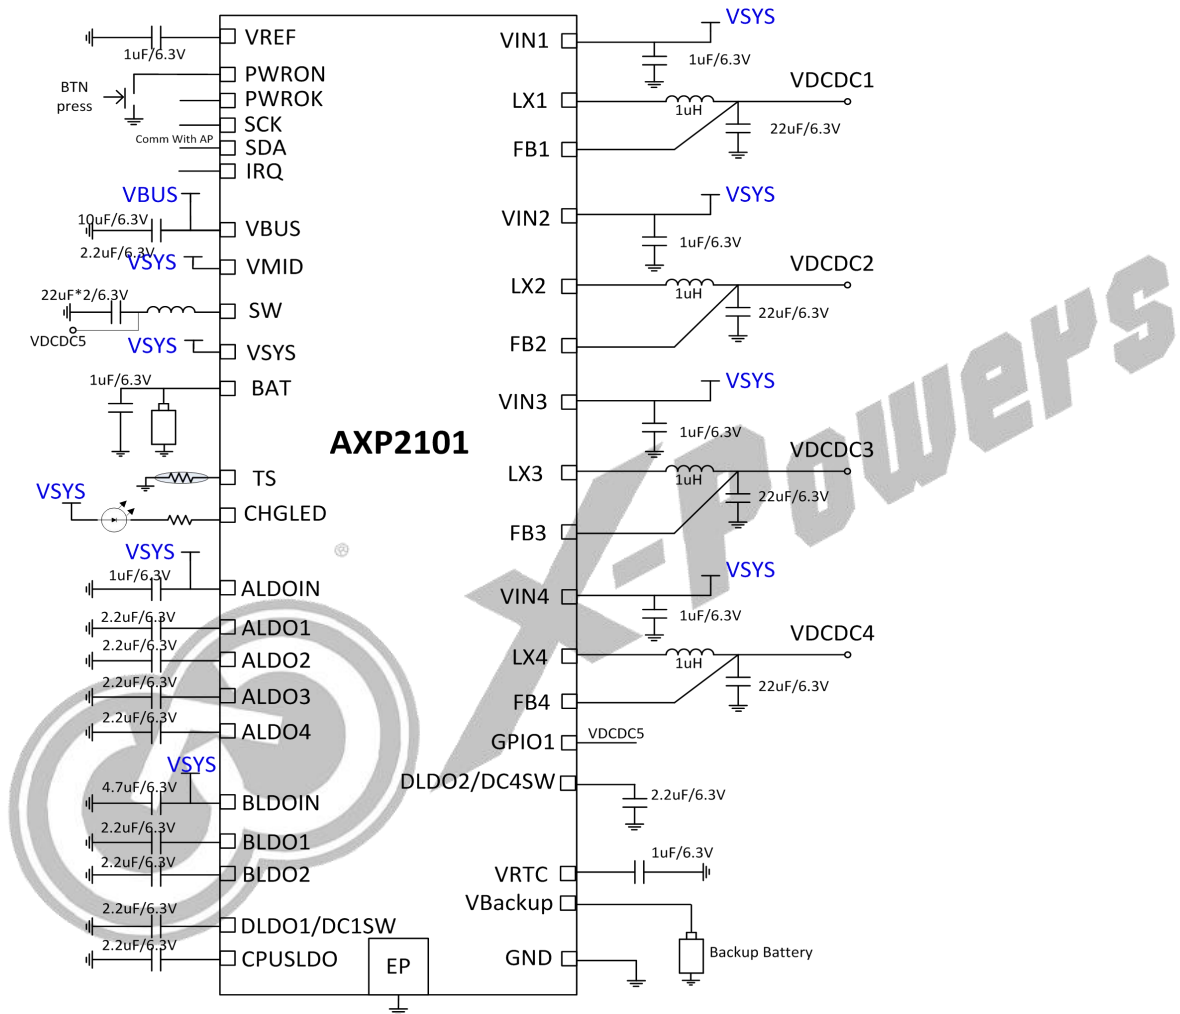 VREF
1uF/6.3V
PWRON
BTN
press
PWROK
SCK
Comm With AP
SDA
IRQ
VBUS
10uF/6.3V
VBUS
2.2uF/6.3V
VSYS
VMID
22uF*2/6.3V
SW
VDCDC5
VSYS
VSYS
1uF/6.3V
BAT
AXP2101
TS
VSYS
CHGLED
VSYS
1uF/6.3V
ALDOIN
2.2uF/6.3V
ALDO1
2.2uF/6.3V
ALDO2
2.2uF/6.3V
ALDO3
2.2uF/6.3V
ALDO4
VSYS
4.7uF/6.3V
BLDOIN
2.2uF/6.3V
BLDO1
2.2uF/6.3V
BLDO2
2.2uF/6.3V
DLDO1/DC1SW
2.2uF/6.3V
CPUSLDO
EP
VSYS
VIN1
1uF/6.3V
VDCDC1
LX1
1uH
22uF/6.3V
FB1
VSYS
VIN2
1uF/6.3V
VDCDC2
LX2
1uH
22uF/6.3V
FB2
VSYS
VIN3
1uF/6.3V
VDCDC3
LX3
1uH
22uF/6.3V
FB3
VSYS
VIN4
1uF/6.3V
VDCDC4
LX4
1uH
22uF/6.3V
FB4
GPIO1
VDCDC5
DLDO2/DC4SW
2.2uF/6.3V
1uF/6.3V
VRTC
VBackup
Backup Battery
GND
X-Powers
®